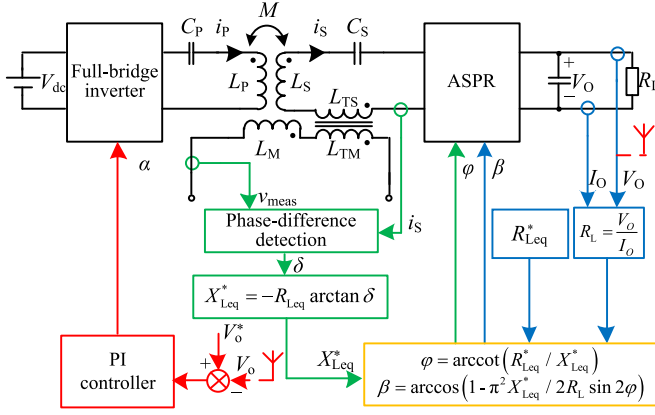 M
C_P
i_P
i_S
C_S
V_dc
Full-bridge
inverter
L_P
L_S
ASPR
+
V_O
−
R_L
L_TS
L_M
L_TM
α
φ
β
I_O
V_O
v_meas
i_S
Phase-difference
detection
R*_Leq
R_L = V_O / I_O
δ
X*_Leq = −R_Leq arctan δ
V_o*
PI
controller
+
V_o
−
X*_Leq
φ = arccot(R*_Leq / X*_Leq)
β = arccos(1 - π² X*_Leq / 2R_L sin 2φ)